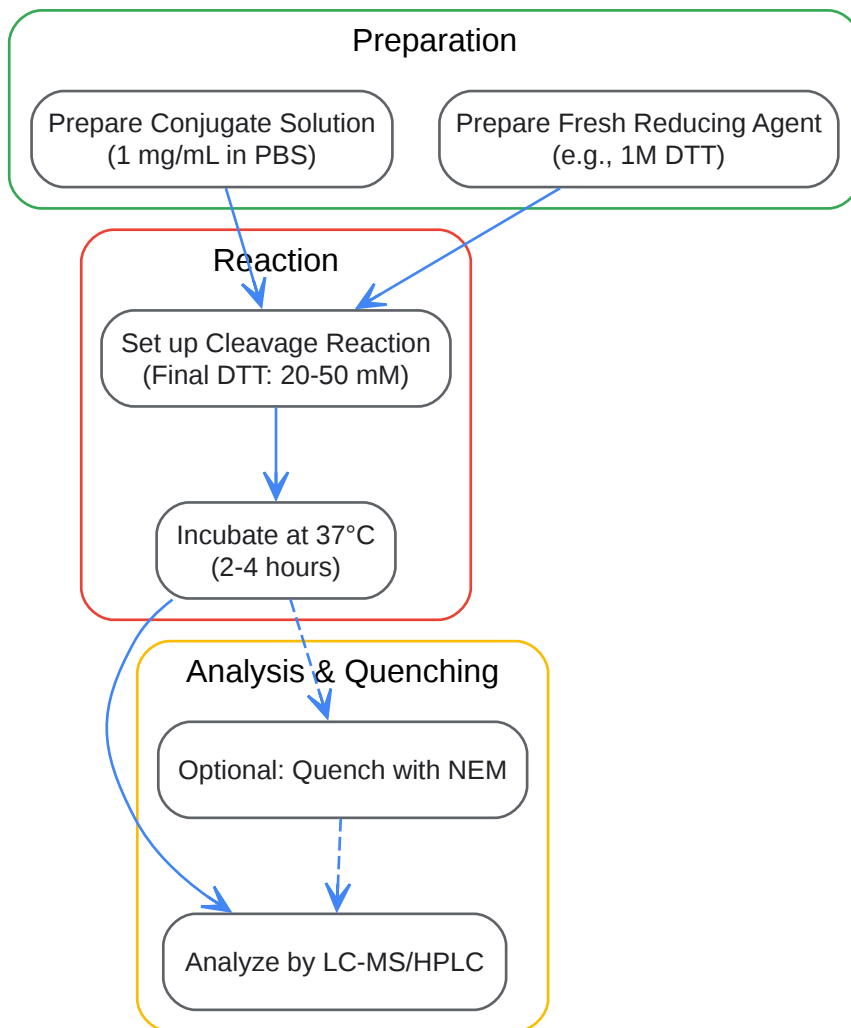 Preparation
Prepare Conjugate Solution
(1 mg/mL in PBS)
Prepare Fresh Reducing Agent
(e.g., 1M DTT)
Reaction
Set up Cleavage Reaction
(Final DTT: 20-50 mM)
Incubate at 37°C
(2-4 hours)
Analysis & Quenching
Optional: Quench with NEM
Analyze by LC-MS/HPLC